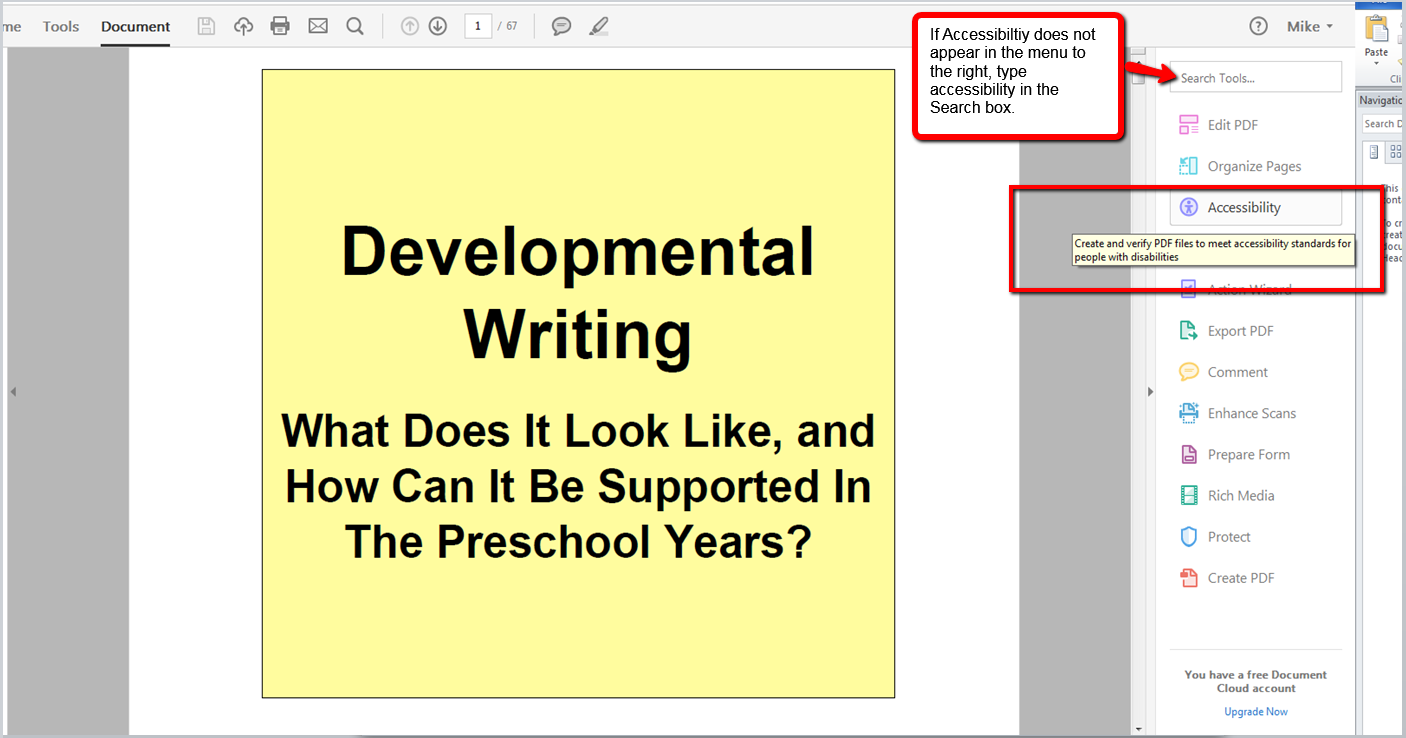 me Tools Document 1 / 67 Mike
If Accessibiltiy does not
appear in the menu to
the right, type
accessibility in the
Search box.
Developmental
Writing
What Does It Look Like, and
How Can It Be Supported In
The Preschool Years?
Search Tools...
Edit PDF
Organize Pages
Accessibility
Create and verify PDF files to meet accessibility standards for
people with disabilities
Action Wizard
Export PDF
Comment
Enhance Scans
Prepare Form
Rich Media
Protect
Create PDF
You have a free Document
Cloud account
Upgrade Now
Paste
Cli
Navigatio
Search D